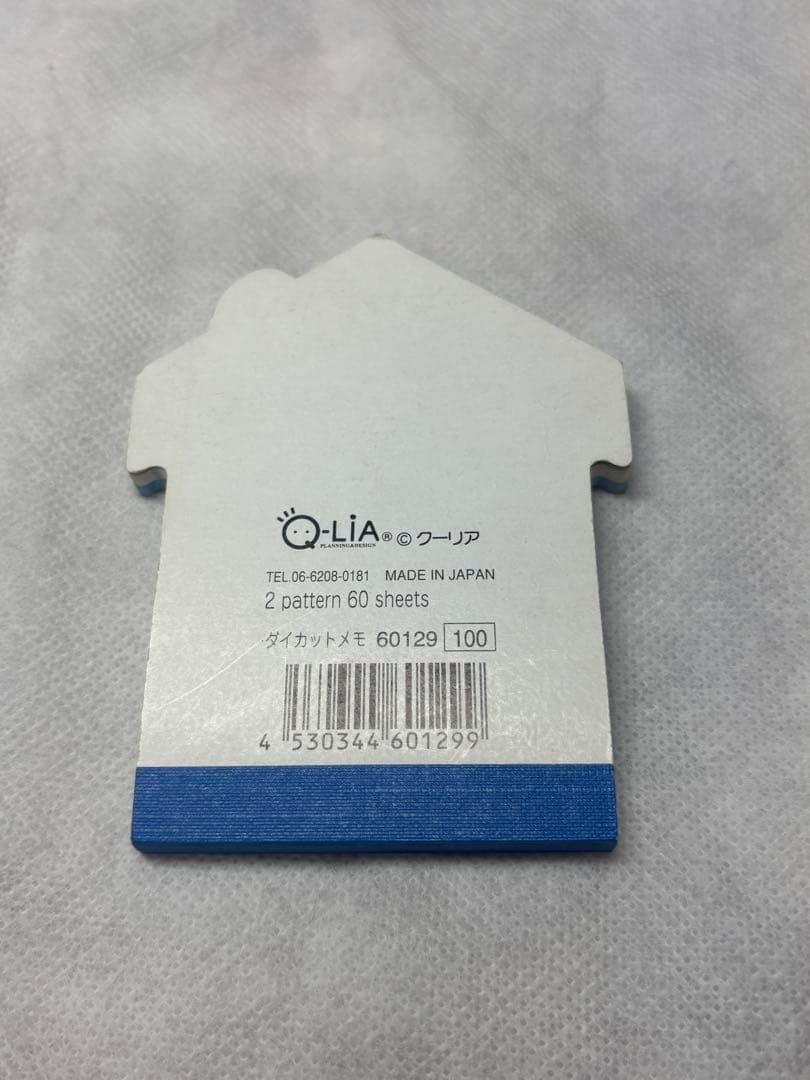 Q-LiA® © クーリア
PLANNING&DESIGN
TEL.06-6208-0181 MADE IN JAPAN
2 pattern 60 sheets
ダイカットメモ 60129 100
4 530344 601299